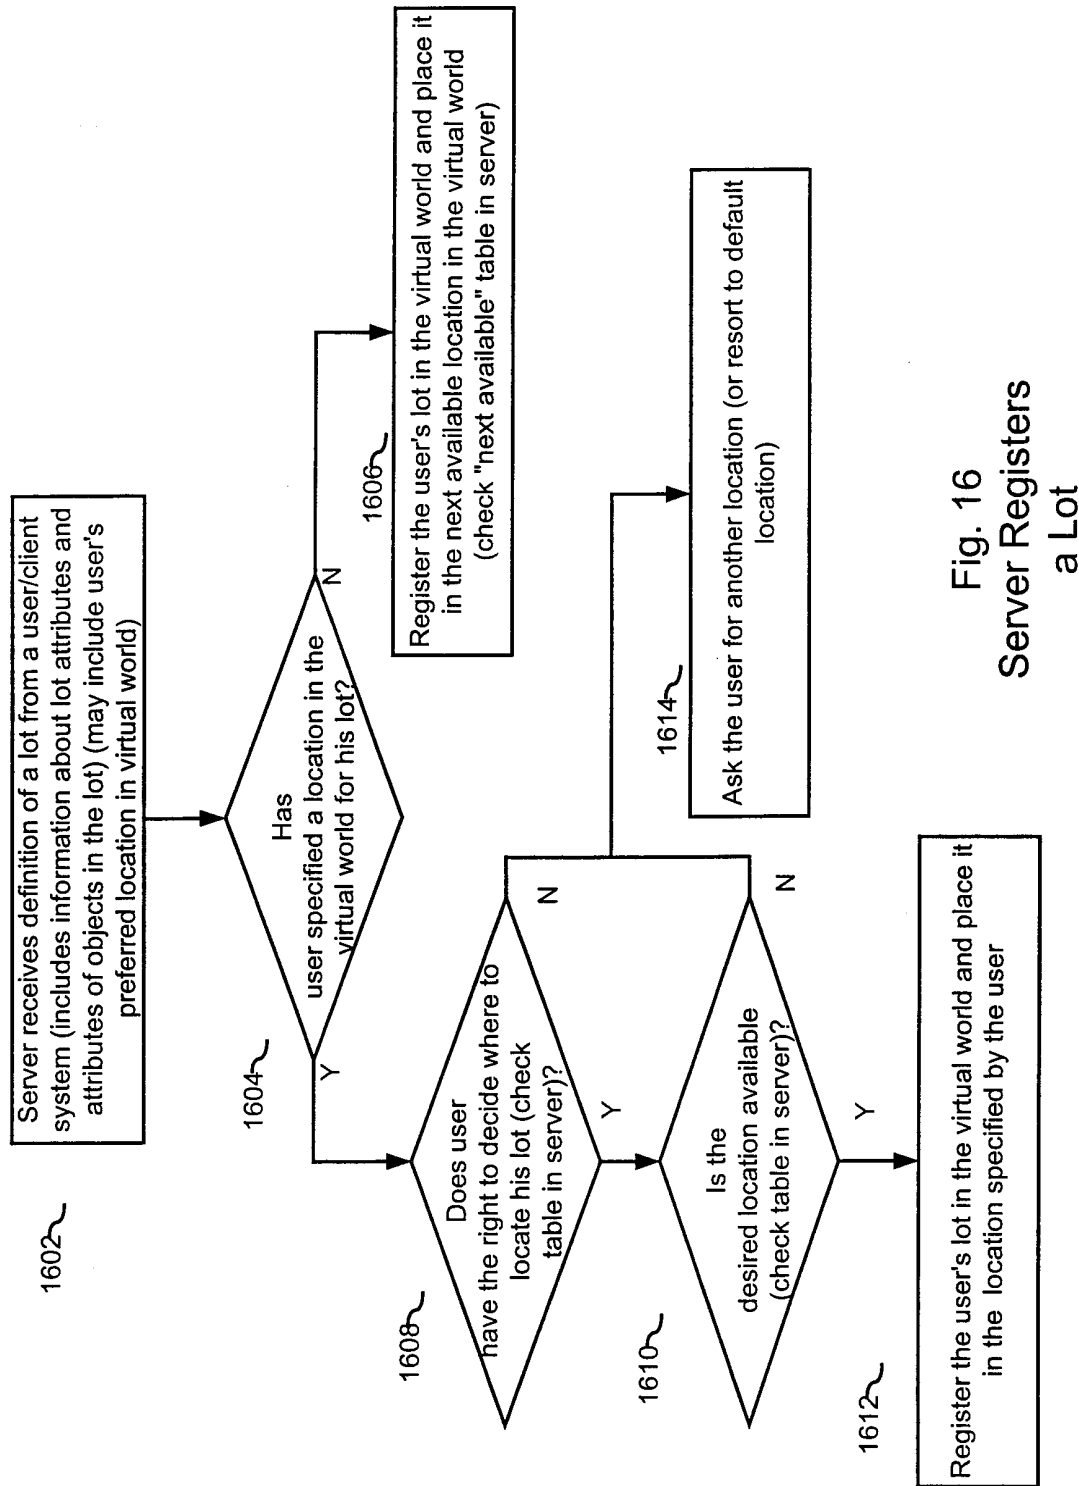 1602
Server receives definition of a lot from a user/client
system (includes information about lot attributes and
attributes of objects in the lot) (may include user's
preferred location in virtual world)
1604
Has
user specified a location in the
virtual world for his lot?
Y
N
1606
Register the user's lot in the virtual world and place it
in the next available location in the virtual world
(check "next available" table in server)
1608
Does user
have the right to decide where to
locate his lot (check
table in server)?
N
Y
1610
Is the
desired location available
(check table in server)?
N
Y
1614
Ask the user for another location (or resort to default
location)
1612
Register the user's lot in the virtual world and place it
in the location specified by the user
Fig. 16
Server Registers
a Lot